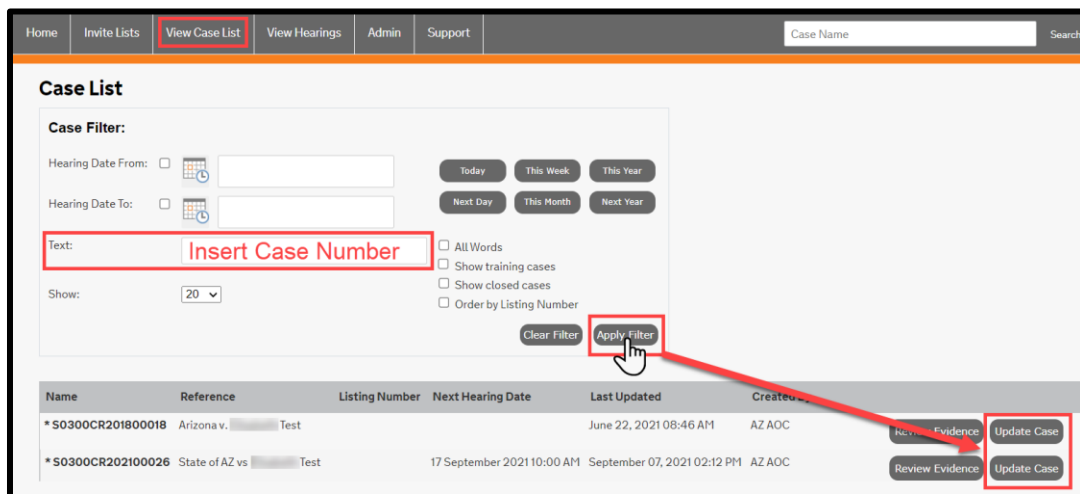 Home Invite Lists View Case List View Hearings Admin Support Case Name Search
Case List
Case Filter:
Hearing Date From:
Today This Week This Year
Hearing Date To:
Next Day This Month Next Year
Text: Insert Case Number
All Words
Show training cases
Show closed cases
Show: 20
Order by Listing Number
Clear Filter Apply Filter
Name Reference Listing Number Next Hearing Date Last Updated Created By
* S0300CR201800018 Arizona v. Test June 22, 2021 08:46 AM AZ AOC Review Evidence Update Case
* S0300CR202100026 State of AZ vs Test 17 September 2021 10:00 AM September 07, 2021 02:12 PM AZ AOC Review Evidence Update Case